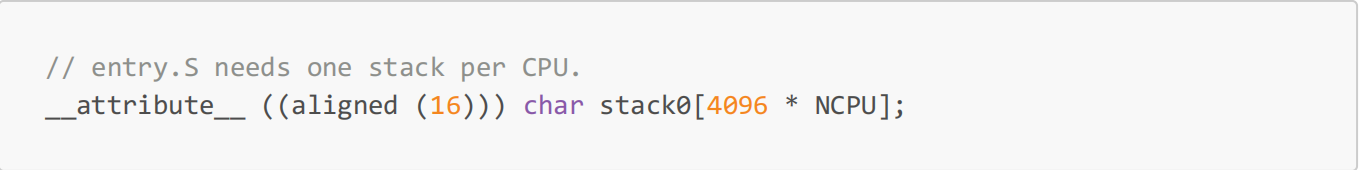 // entry.S needs one stack per CPU.
__attribute__ ((aligned (16))) char stack0[4096 * NCPU];